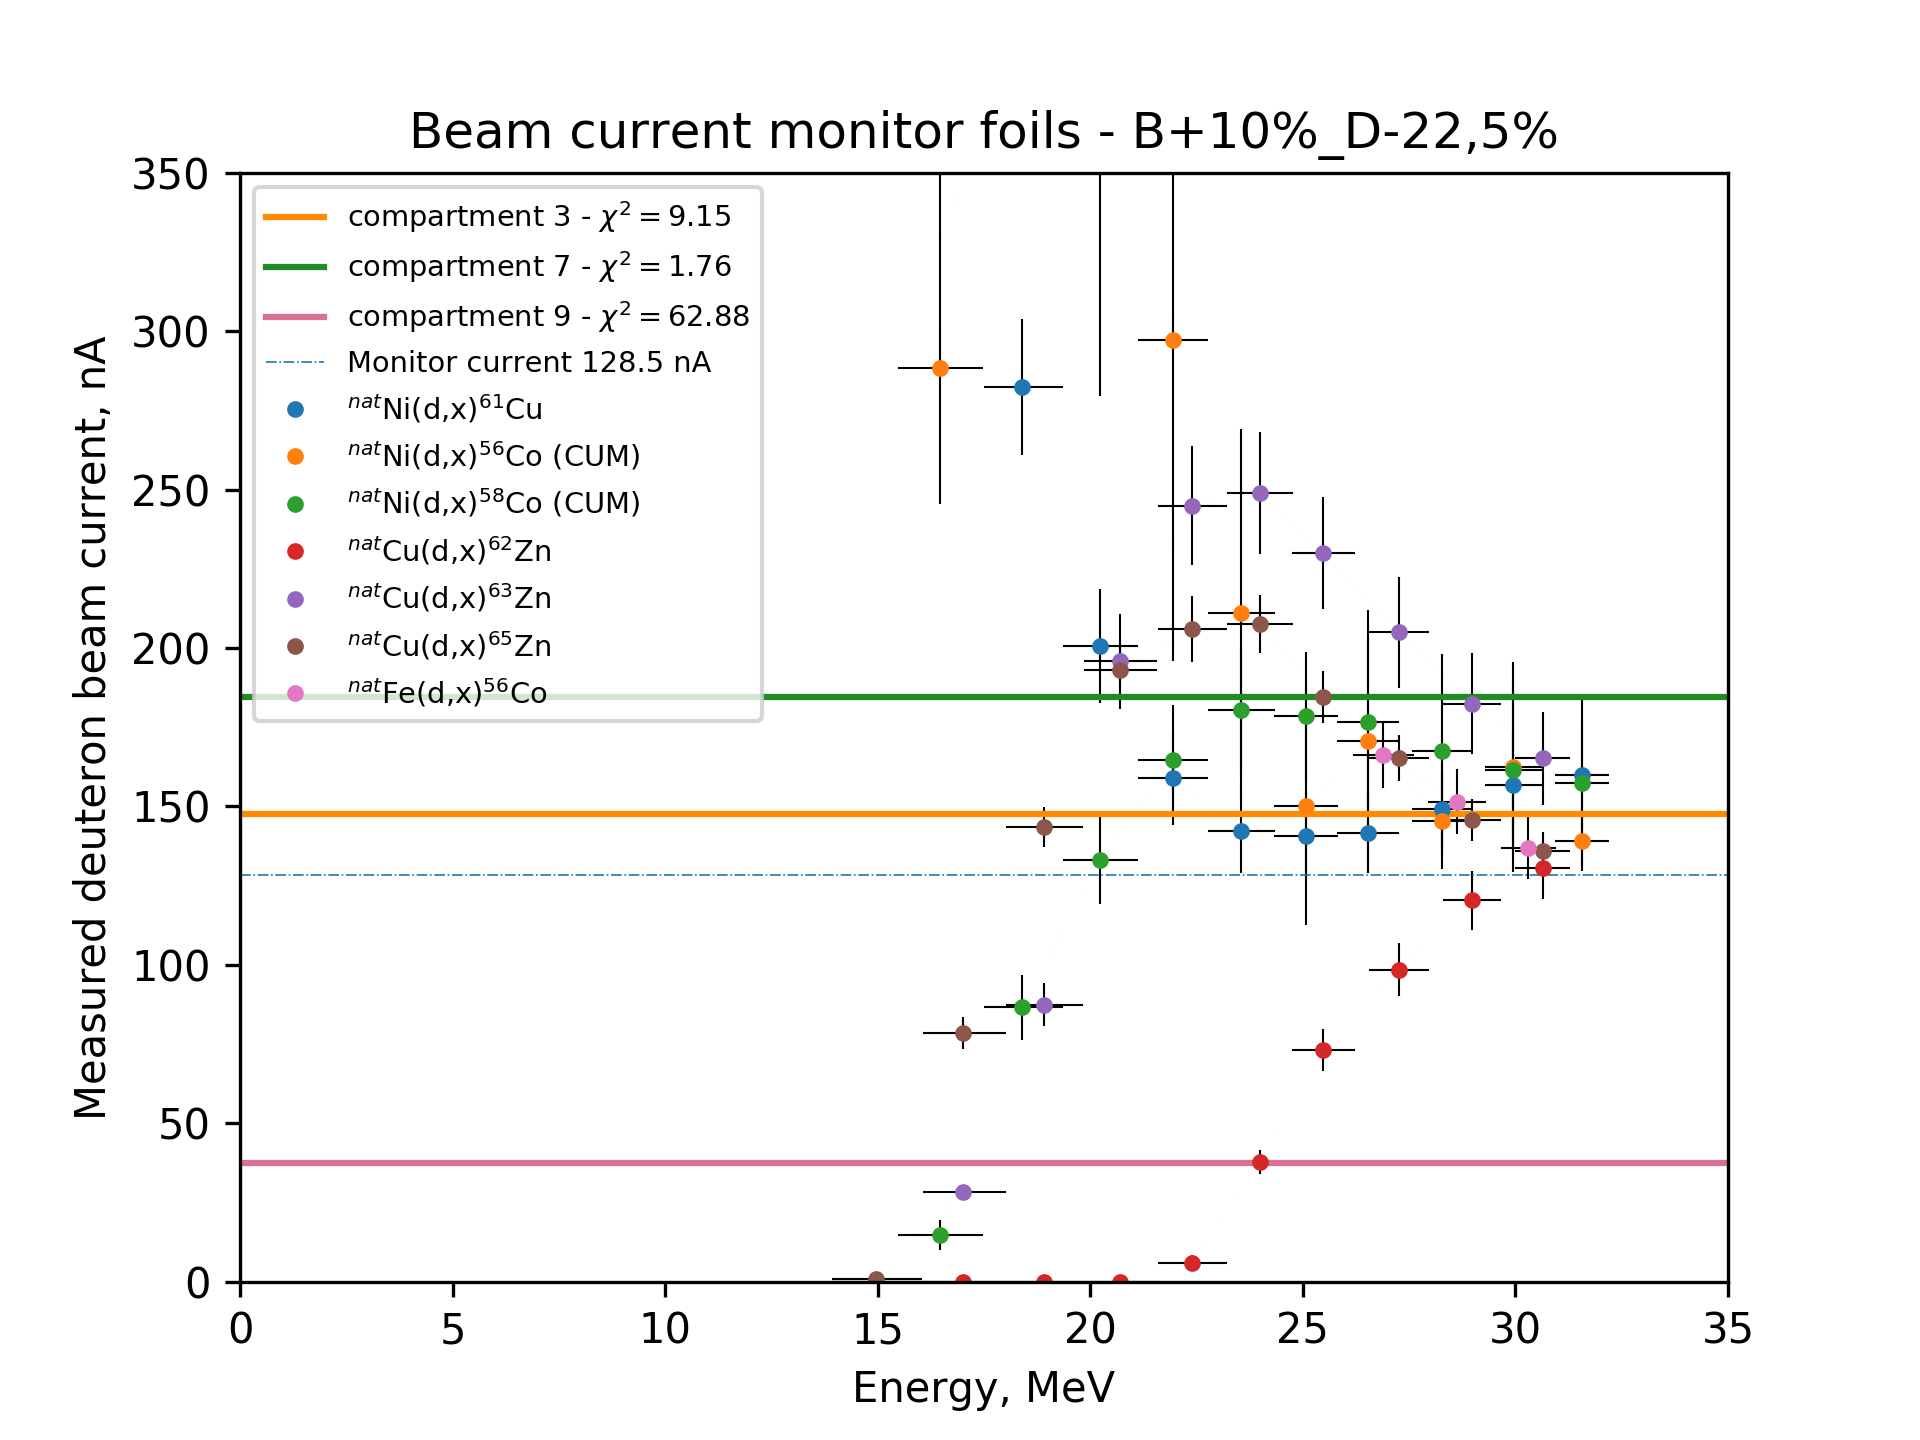 Beam current monitor foils - B+10%_D-22,5%
350
300
250
200
150
100
50
0
Measured deuteron beam current, nA
compartment 3 - χ² = 9.15
compartment 7 - χ² = 1.76
compartment 9 - χ² = 62.88
Monitor current 128.5 nA
ⁿᵃᵗNi(d,x)⁶¹Cu
ⁿᵃᵗNi(d,x)⁵⁶Co (CUM)
ⁿᵃᵗNi(d,x)⁵⁸Co (CUM)
ⁿᵃᵗCu(d,x)⁶²Zn
ⁿᵃᵗCu(d,x)⁶³Zn
ⁿᵃᵗCu(d,x)⁶⁵Zn
ⁿᵃᵗFe(d,x)⁵⁶Co
0 5 10 15 20 25 30 35
Energy, MeV